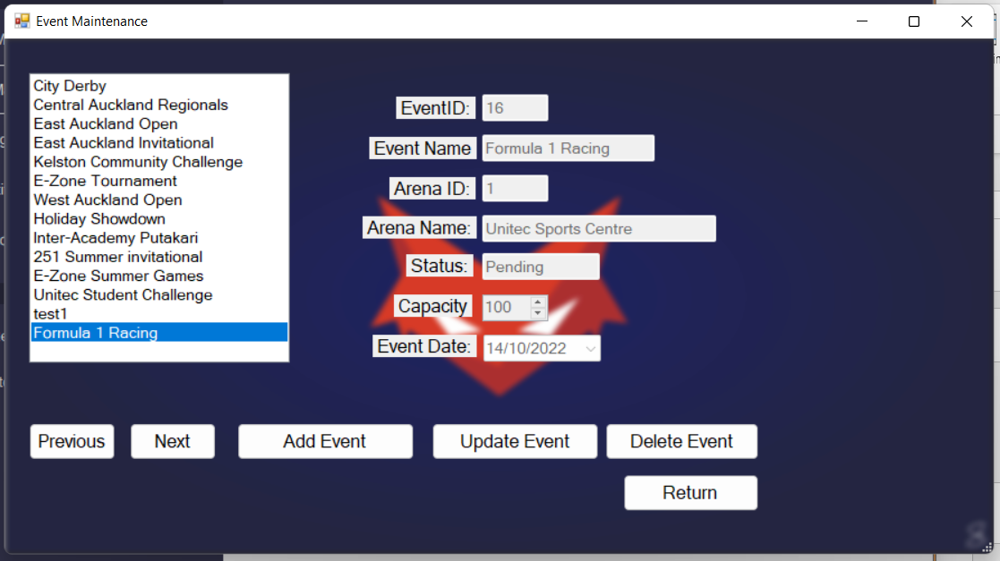 Event Maintenance
City Derby
Central Auckland Regionals
East Auckland Open
East Auckland Invitational
Kelston Community Challenge
E-Zone Tournament
West Auckland Open
Holiday Showdown
Inter-Academy Putakari
251 Summer invitational
E-Zone Summer Games
Unitec Student Challenge
test1
Formula 1 Racing
EventID: 16
Event Name Formula 1 Racing
Arena ID: 1
Arena Name: Unitec Sports Centre
Status: Pending
Capacity 100
Event Date: 14/10/2022
Previous Next Add Event Update Event Delete Event
Return